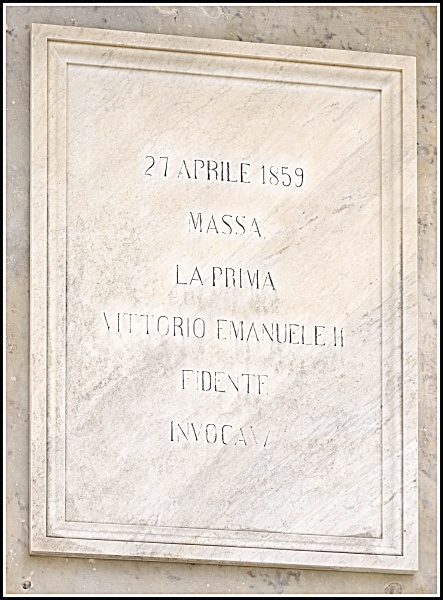 27 APRILE 1859
MASSA
LA PRIMA
VITTORIO EMANUELE II
FIDENTE
INVOCAVA